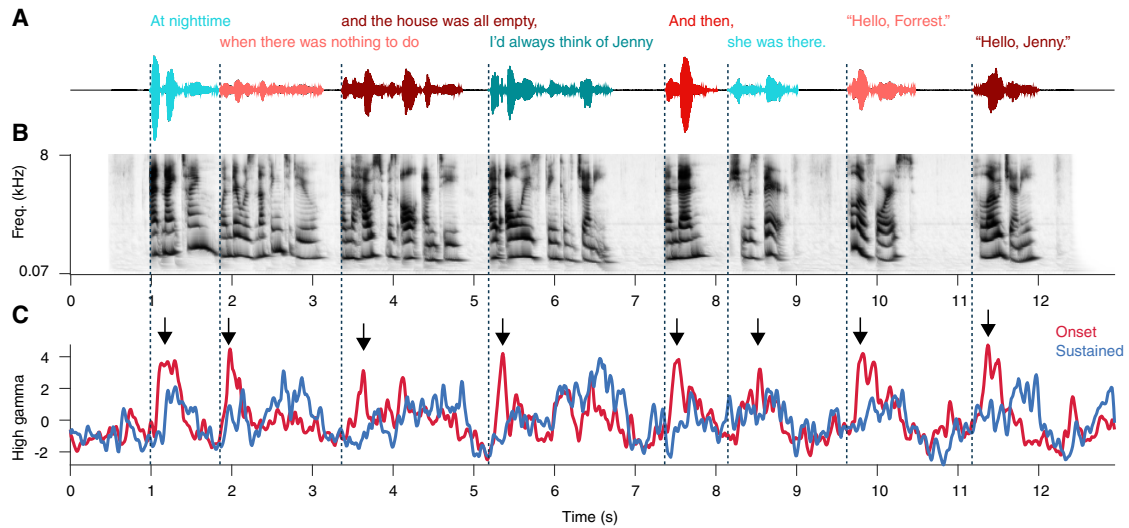 A
At nighttime
and the house was all empty,
And then,
“Hello, Forrest.”
when there was nothing to do
I’d always think of Jenny
she was there.
“Hello, Jenny.”
B
8
Freq. (kHz)
0.07
0 1 2 3 4 5 6 7 8 9 10 11 12
C
Onset
Sustained
4
2
0
-2
High gamma
0 1 2 3 4 5 6 7 8 9 10 11 12
Time (s)